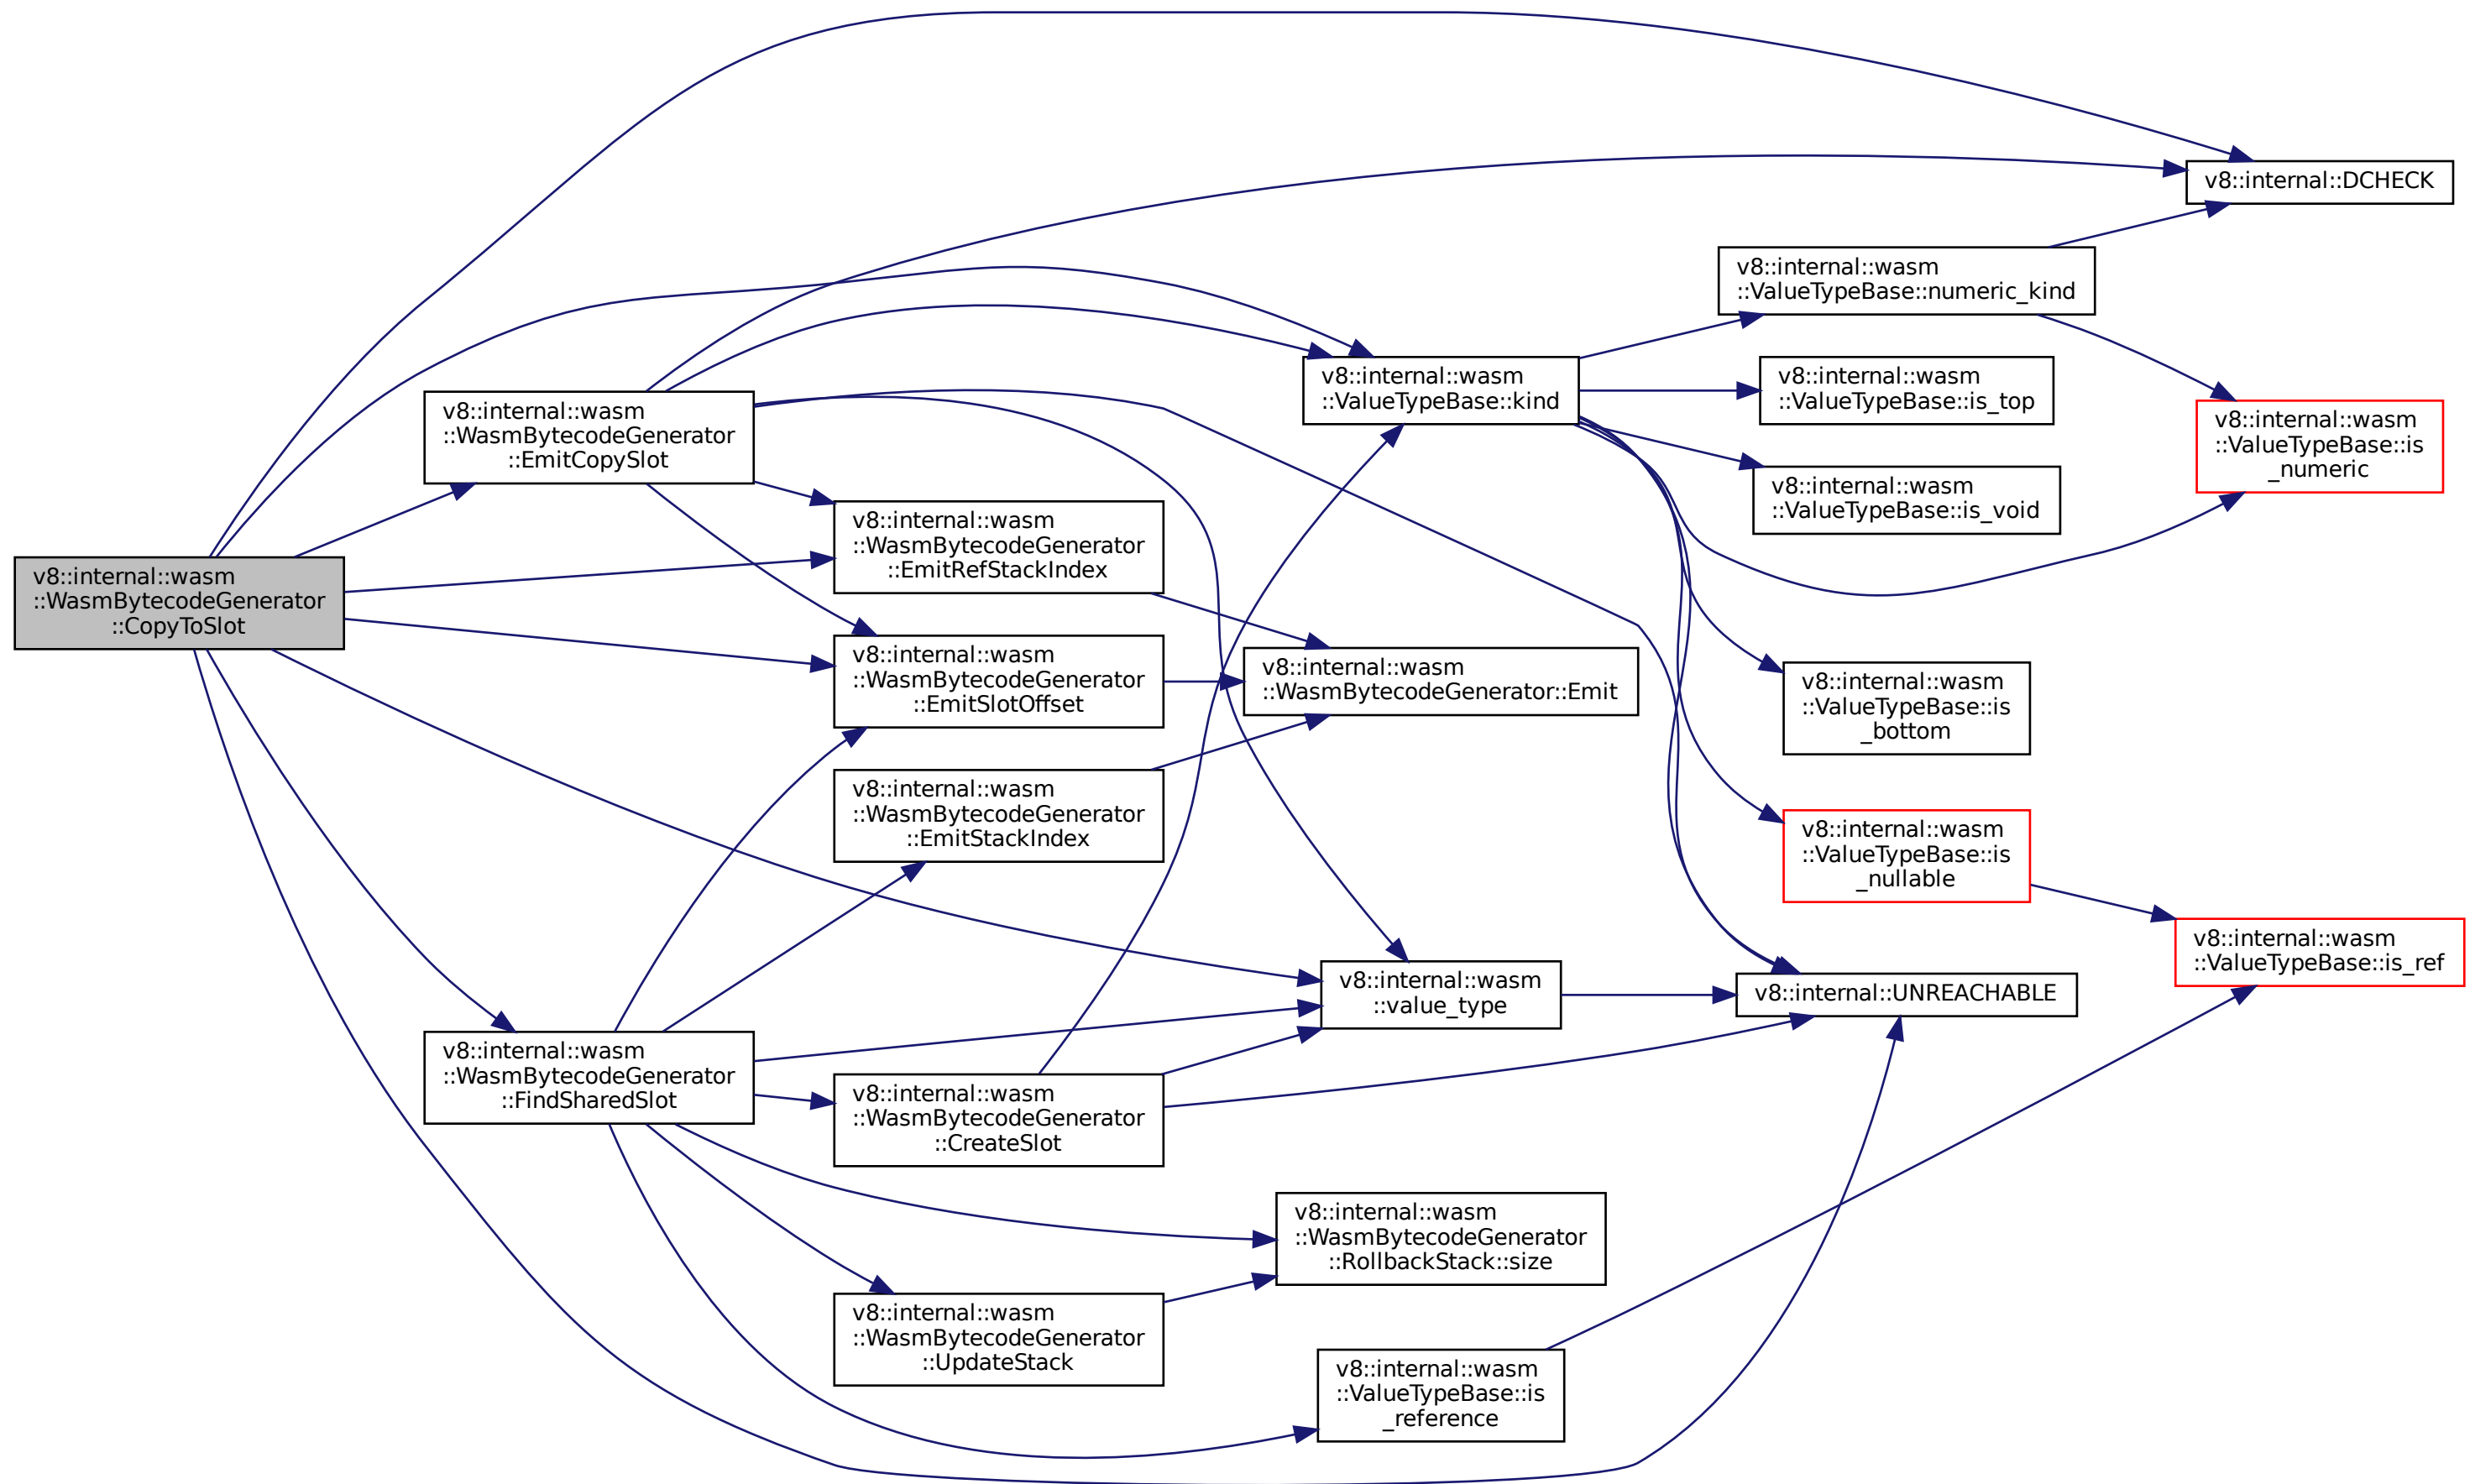 v8::internal::wasm
::WasmBytecodeGenerator
::CopyToSlot
v8::internal::wasm
::WasmBytecodeGenerator
::EmitCopySlot
v8::internal::wasm
::WasmBytecodeGenerator
::FindSharedSlot
v8::internal::wasm
::WasmBytecodeGenerator
::EmitRefStackIndex
v8::internal::wasm
::WasmBytecodeGenerator
::EmitSlotOffset
v8::internal::wasm
::WasmBytecodeGenerator
::EmitStackIndex
v8::internal::wasm
::WasmBytecodeGenerator
::CreateSlot
v8::internal::wasm
::WasmBytecodeGenerator
::UpdateStack
v8::internal::wasm
::ValueTypeBase::kind
v8::internal::wasm
::WasmBytecodeGenerator::Emit
v8::internal::wasm
::value_type
v8::internal::wasm
::WasmBytecodeGenerator
::RollbackStack::size
v8::internal::wasm
::ValueTypeBase::is
_reference
v8::internal::wasm
::ValueTypeBase::numeric_kind
v8::internal::wasm
::ValueTypeBase::is_top
v8::internal::wasm
::ValueTypeBase::is_void
v8::internal::wasm
::ValueTypeBase::is
_bottom
v8::internal::wasm
::ValueTypeBase::is
_nullable
v8::internal::UNREACHABLE
v8::internal::DCHECK
v8::internal::wasm
::ValueTypeBase::is
_numeric
v8::internal::wasm
::ValueTypeBase::is_ref